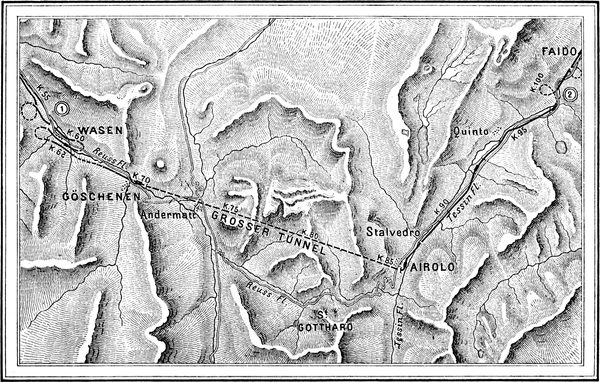 FAIDO
K.100
2
K.55
1
WASEN
K.60
K.65
Reuss Fl.
Quinto
K.95
K.70
GÖSCHENEN
Andermatt
K.75
GROSSER TUNNEL
K.80
K.90
Tessin Fl.
Stalvedro
K.85
AIROLO
Reuss Fl.
St
GOTTHARD
Tessin Fl.